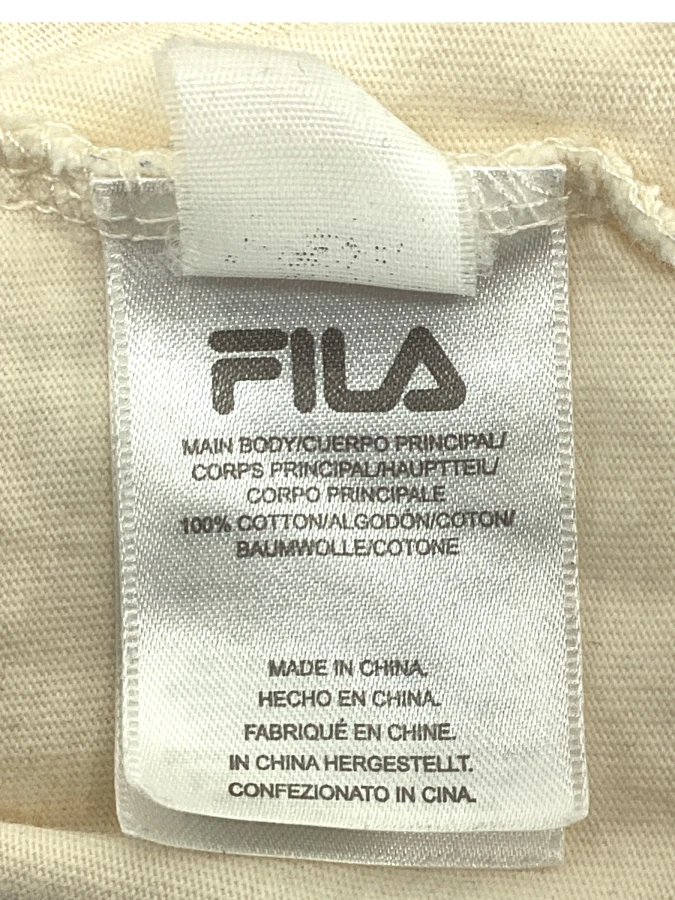 FILA
MAIN BODY/CUERPO PRINCIPAL/
CORPS PRINCIPAL/HAUPTTEIL/
CORPO PRINCIPALE
100% COTTON/ALGODÓN/COTON/
BAUMWOLLE/COTONE
MADE IN CHINA.
HECHO EN CHINA.
FABRIQUÉ EN CHINE.
IN CHINA HERGESTELLT.
CONFEZIONATO IN CINA.